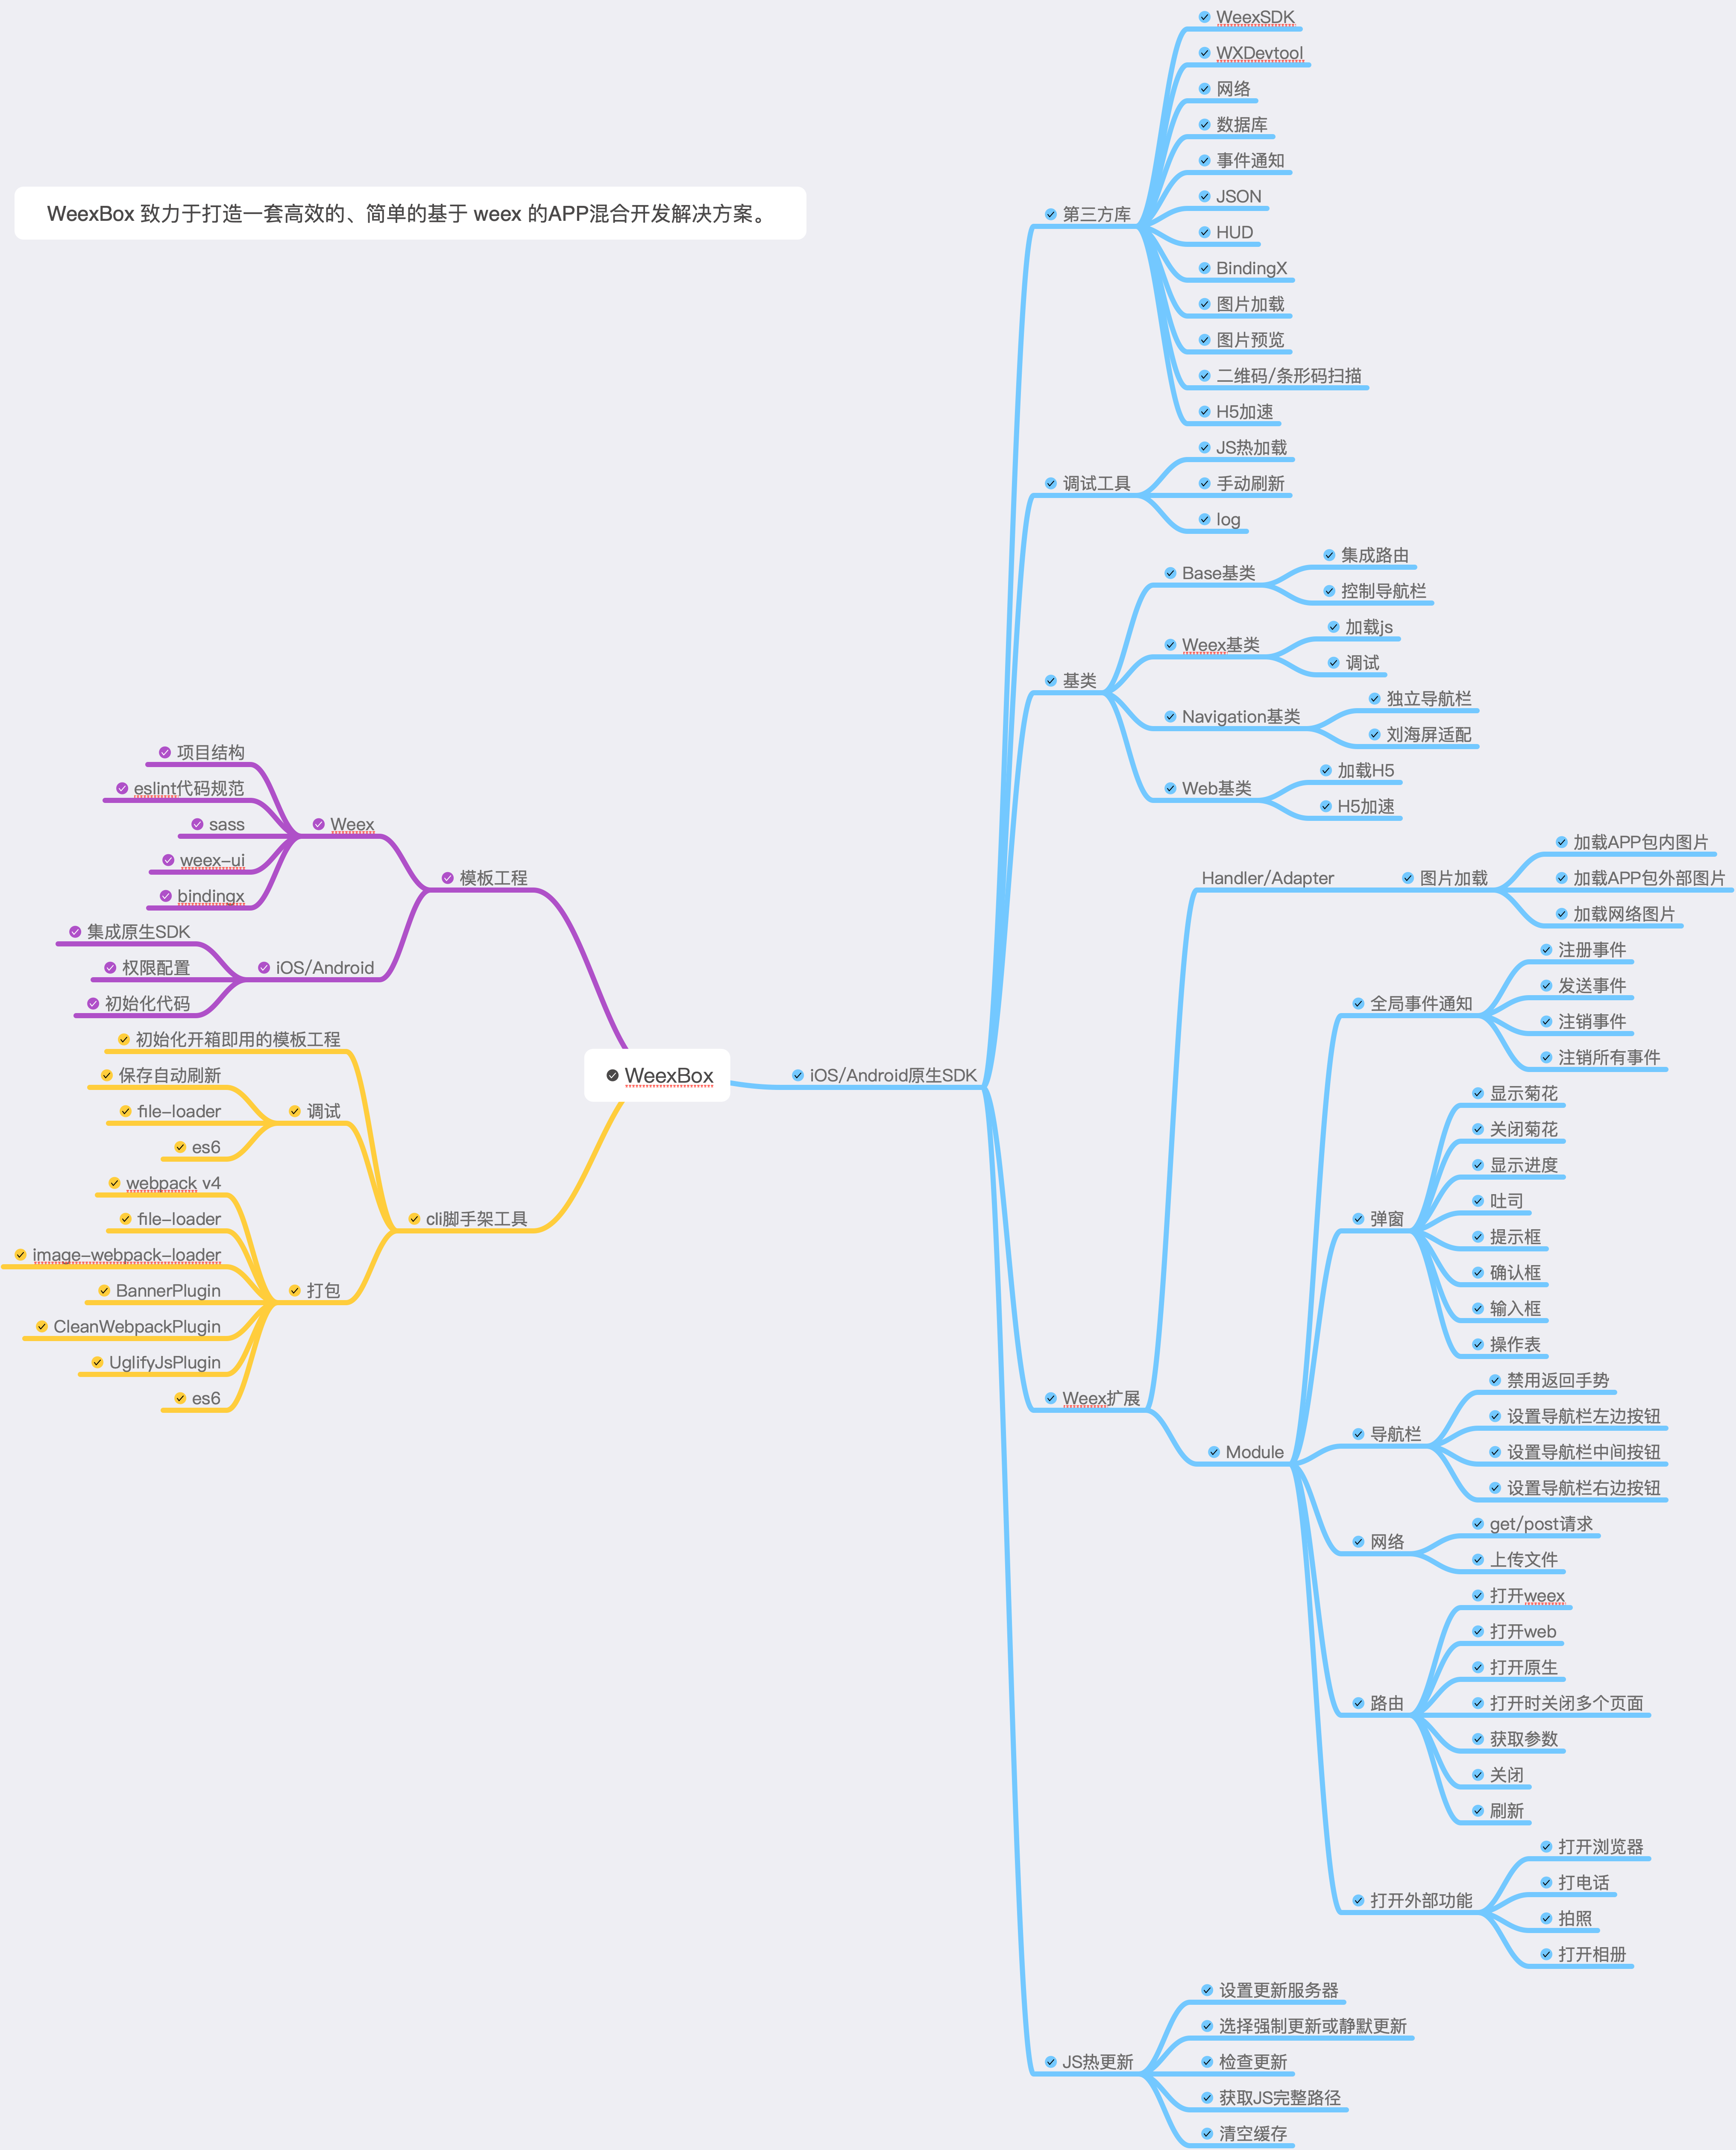 WeexBox 致力于打造一套高效的、简单的基于 weex 的APP混合开发解决方案。
WeexBox
模板工程
Weex
项目结构
eslint代码规范
sass
weex-ui
bindingx
iOS/Android
集成原生SDK
权限配置
初始化代码
cli脚手架工具
初始化开箱即用的模板工程
调试
保存自动刷新
file-loader
es6
打包
webpack v4
file-loader
image-webpack-loader
BannerPlugin
CleanWebpackPlugin
UglifyJsPlugin
es6
iOS/Android原生SDK
第三方库
WeexSDK
WXDevtool
网络
数据库
事件通知
JSON
HUD
BindingX
图片加载
图片预览
二维码/条形码扫描
H5加速
调试工具
JS热加载
手动刷新
log
基类
Base基类
集成路由
控制导航栏
Weex基类
加载js
调试
Navigation基类
独立导航栏
刘海屏适配
Web基类
加载H5
H5加速
Weex扩展
Handler/Adapter
图片加载
加载APP包内图片
加载APP包外部图片
加载网络图片
Module
全局事件通知
注册事件
发送事件
注销事件
注销所有事件
弹窗
显示菊花
关闭菊花
显示进度
吐司
提示框
确认框
输入框
操作表
导航栏
禁用返回手势
设置导航栏左边按钮
设置导航栏中间按钮
设置导航栏右边按钮
网络
get/post请求
上传文件
路由
打开weex
打开web
打开原生
打开时关闭多个页面
获取参数
关闭
刷新
打开外部功能
打开浏览器
打电话
拍照
打开相册
JS热更新
设置更新服务器
选择强制更新或静默更新
检查更新
获取JS完整路径
清空缓存